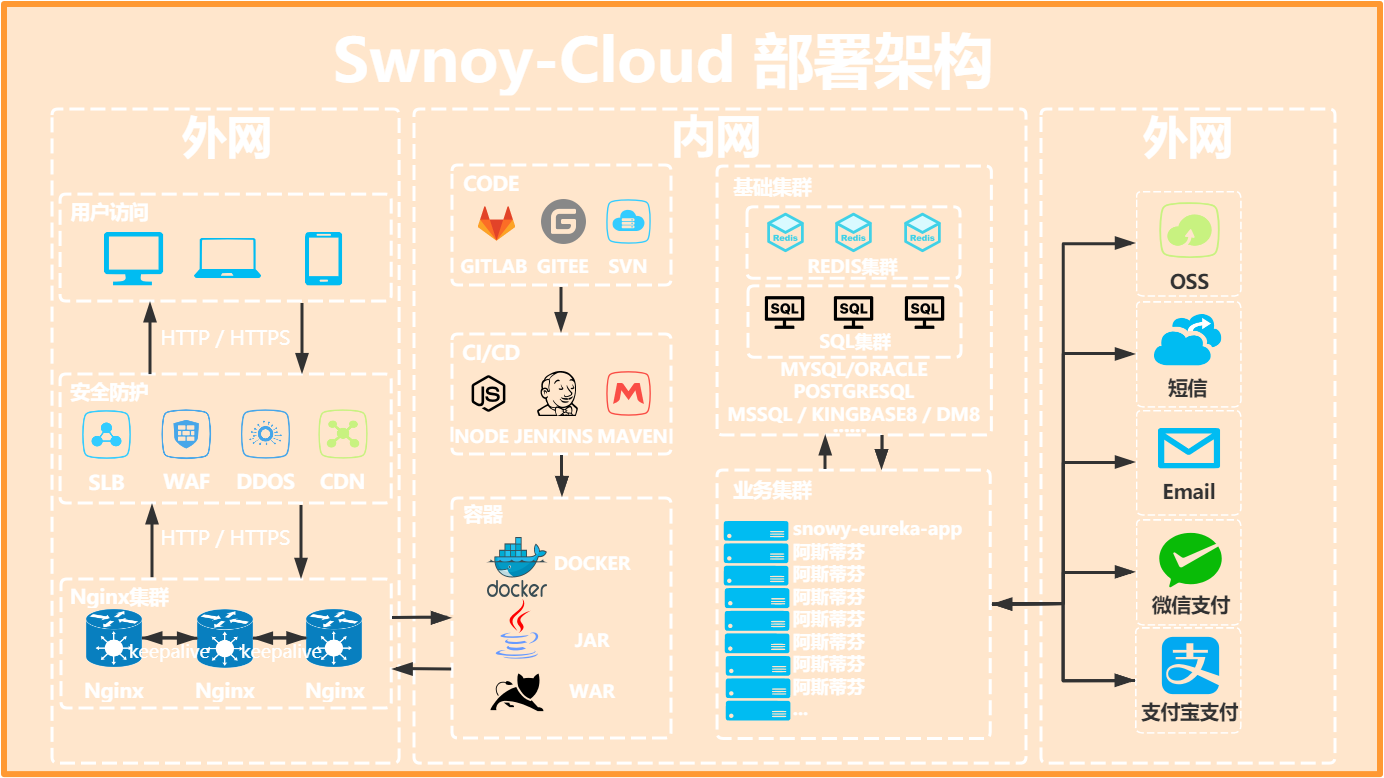 Swnoy-Cloud 部署架构
外网
用户访问
HTTP / HTTPS
安全防护
SLB WAF DDOS CDN
HTTP / HTTPS
Nginx集群
keepalive keepalive
Nginx Nginx Nginx
内网
CODE
GITLAB GITEE SVN
CI/CD
JS
NODE JENKINS MAVEN
容器
docker
DOCKER
JAR
WAR
基础集群
Redis Redis Redis
REDIS集群
SQL SQL SQL
SQL集群
MYSQL/ORACLE
POSTGRESQL
MSSQL / KINGBASE8 / DM8
......
业务集群
snowy-eureka-app
阿斯蒂芬
阿斯蒂芬
阿斯蒂芬
阿斯蒂芬
阿斯蒂芬
阿斯蒂芬
阿斯蒂芬
...
外网
OSS
短信
Email
微信支付
支
支付宝支付